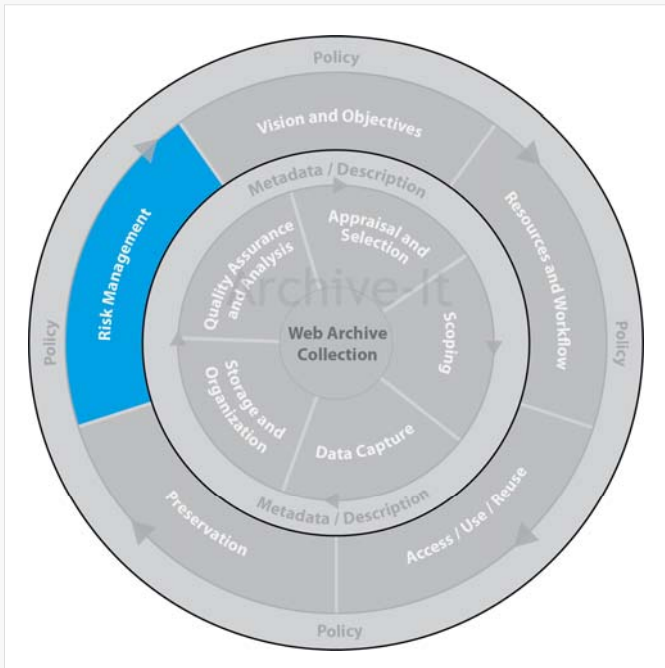 Policy
Vision and Objectives
Metadata / Description
Appraisal and
Selection
Quality Assurance
and Analysis
Resources and Workflow
Risk Management
Archive-It
Policy
Policy
Web Archive
Collection
Scoping
Storage and
Organization
Data Capture
Metadata / Description
Preservation
Access / Use / Reuse
Policy